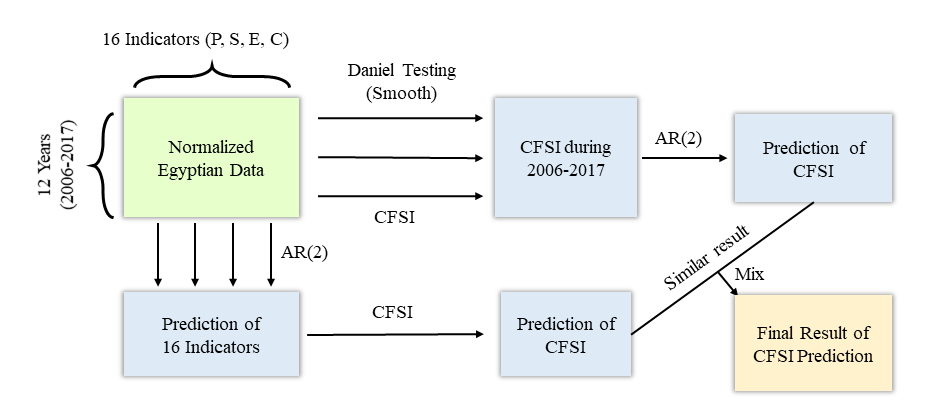 16 Indicators (P, S, E, C)
Daniel Testing
(Smooth)
12 Years
(2006-2017)
Normalized
Egyptian Data
CFSI during
2006-2017
AR(2)
Prediction of
CFSI
CFSI
AR(2)
Similar result
Mix
Prediction of
16 Indicators
CFSI
Prediction of
CFSI
Final Result of
CFSI Prediction